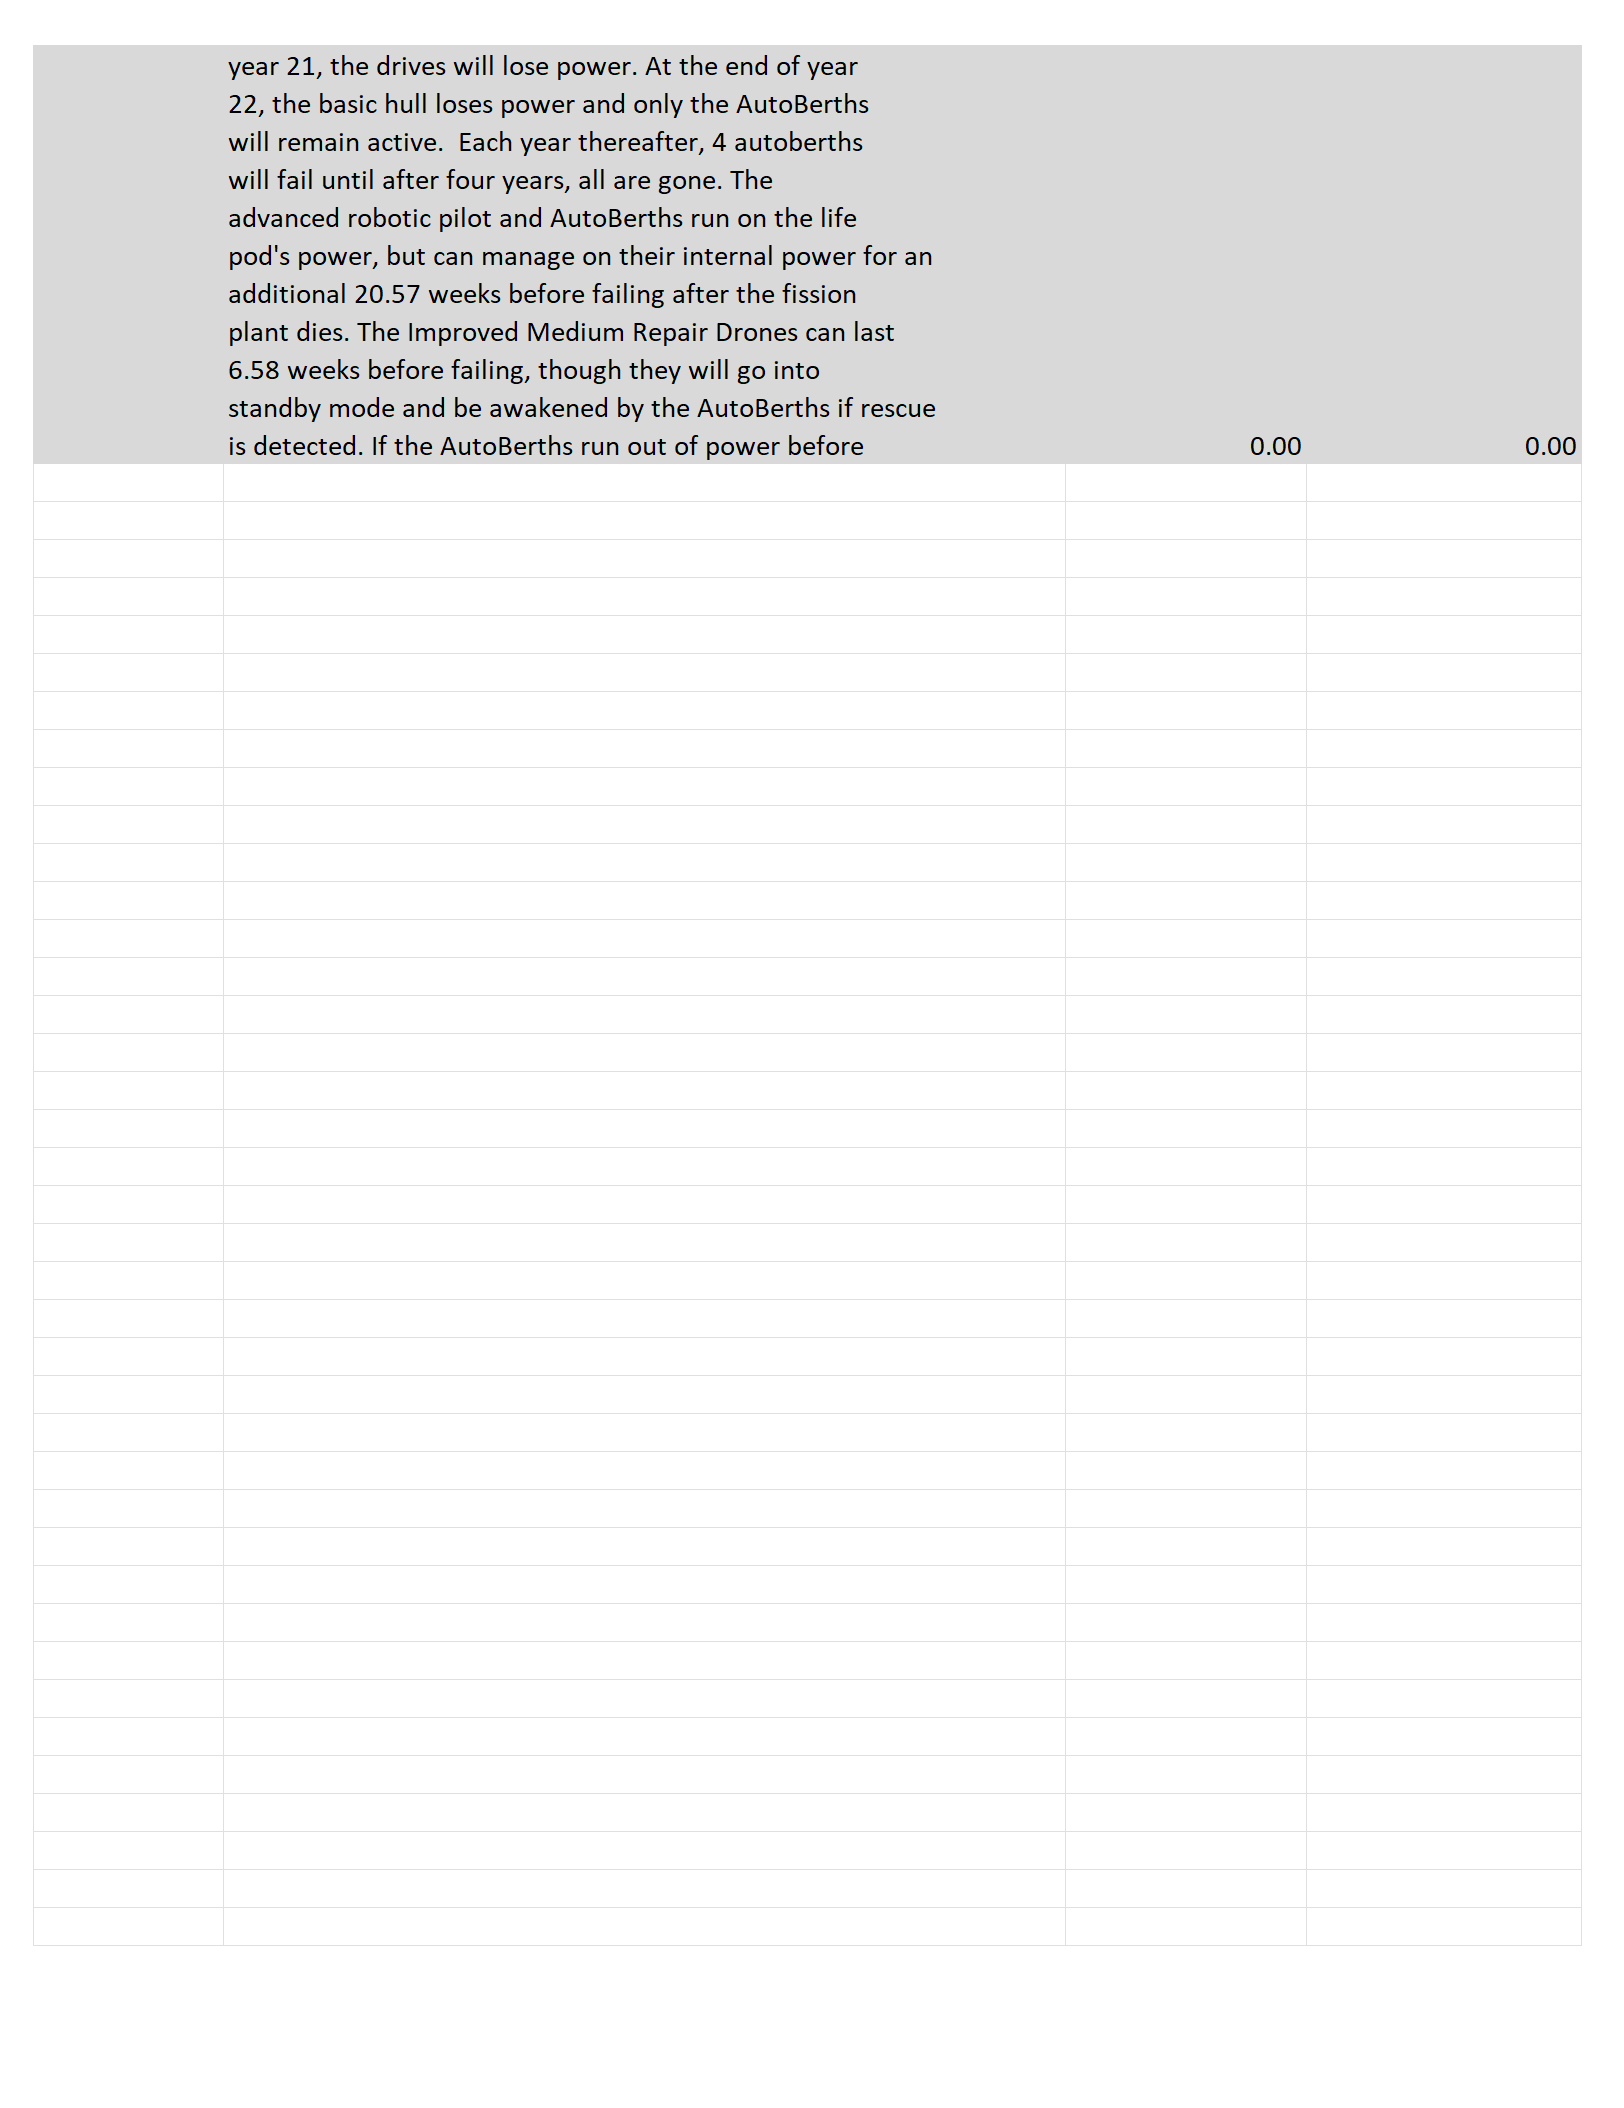 year 21, the drives will lose power. At the end of year
22, the basic hull loses power and only the AutoBerths
will remain active.  Each year thereafter, 4 autoberths
will fail until after four years, all are gone. The
advanced robotic pilot and AutoBerths run on the life
pod's power, but can manage on their internal power for an
additional 20.57 weeks before failing after the fission
plant dies. The Improved Medium Repair Drones can last
6.58 weeks before failing, though they will go into
standby mode and be awakened by the AutoBerths if rescue
is detected. If the AutoBerths run out of power before 0.00 0.00